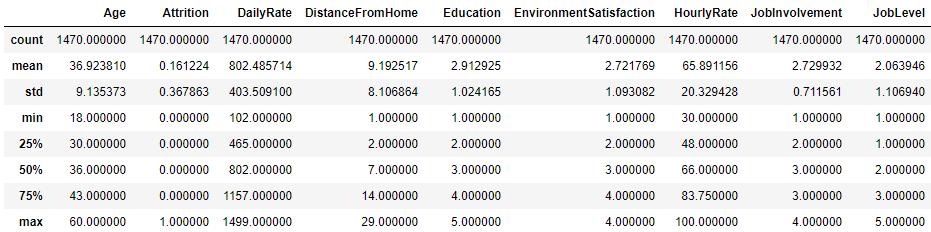 Age Attrition DailyRate DistanceFromHome Education EnvironmentSatisfaction HourlyRate JobInvolvement JobLevel
count 1470.000000 1470.000000 1470.000000 1470.000000 1470.000000 1470.000000 1470.000000 1470.000000 1470.000000
mean 36.923810 0.161224 802.485714 9.192517 2.912925 2.721769 65.891156 2.729932 2.063946
std 9.135373 0.367863 403.509100 8.106864 1.024165 1.093082 20.329428 0.711561 1.106940
min 18.000000 0.000000 102.000000 1.000000 1.000000 1.000000 30.000000 1.000000 1.000000
25% 30.000000 0.000000 465.000000 2.000000 2.000000 2.000000 48.000000 2.000000 1.000000
50% 36.000000 0.000000 802.000000 7.000000 3.000000 3.000000 66.000000 3.000000 2.000000
75% 43.000000 0.000000 1157.000000 14.000000 4.000000 4.000000 83.750000 3.000000 3.000000
max 60.000000 1.000000 1499.000000 29.000000 5.000000 4.000000 100.000000 4.000000 5.000000